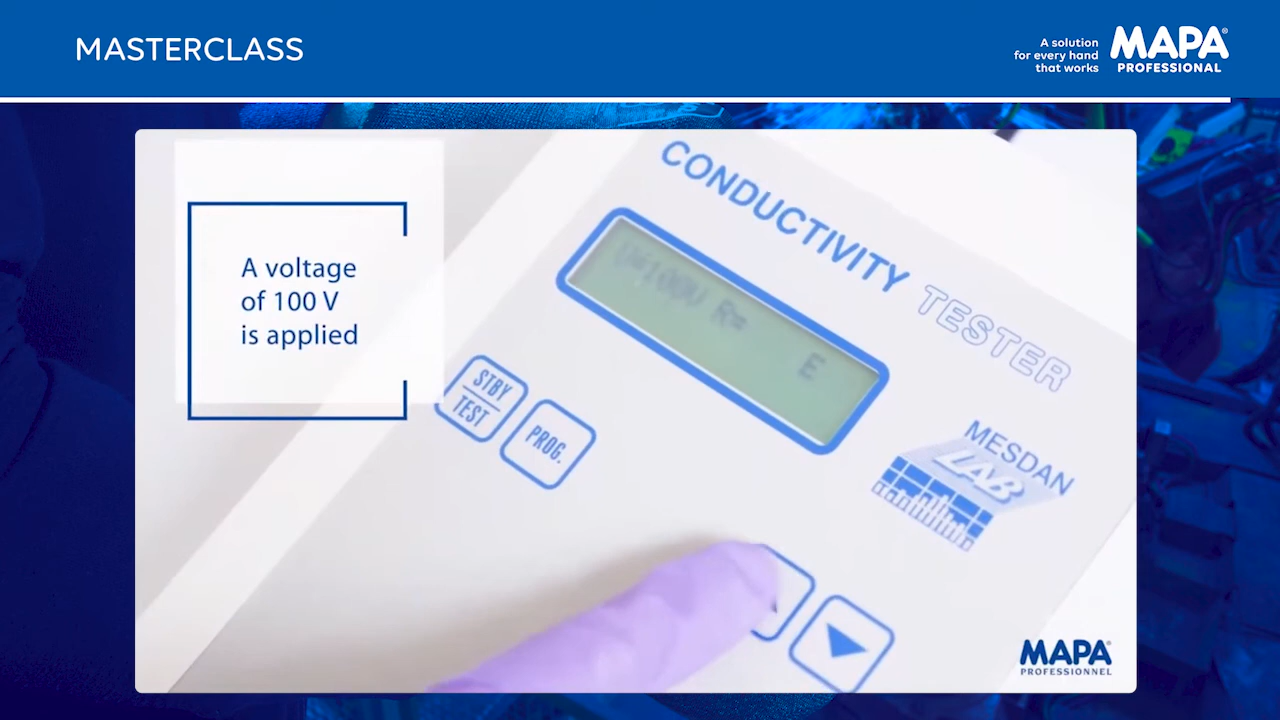 MASTERCLASS
A solution
for every hand
that works
MAPA®
PROFESSIONAL
A voltage
of 100 V
is applied
CONDUCTIVITY TESTER
U=100V R=
E
STBY
TEST
PROG.
MESDAN
LAB
MAPA®
PROFESSIONNEL